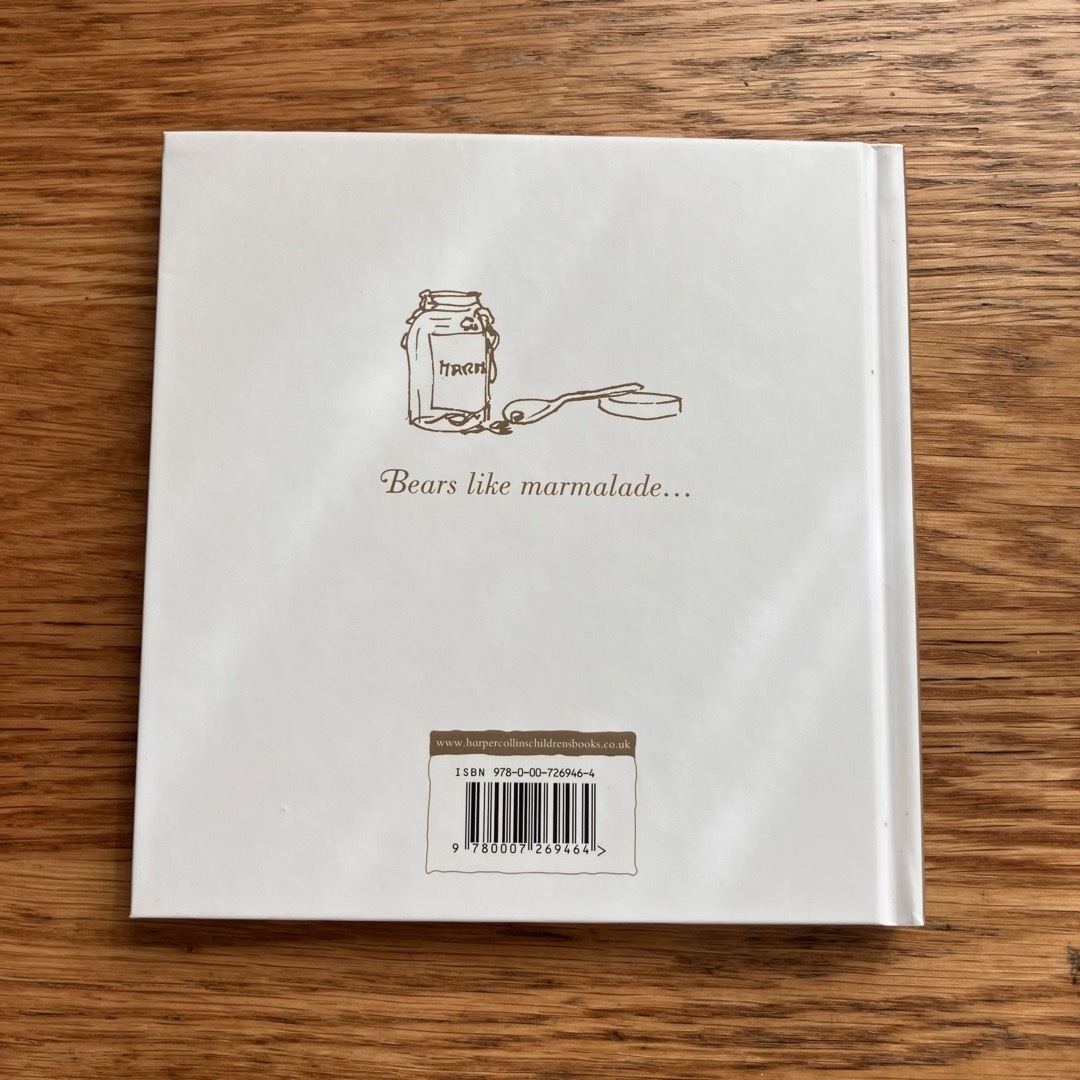 MARM
Bears like marmalade...
www.harpercollinschildrensbooks.co.uk
ISBN 978-0-00-726946-4
9 780007 269464 >